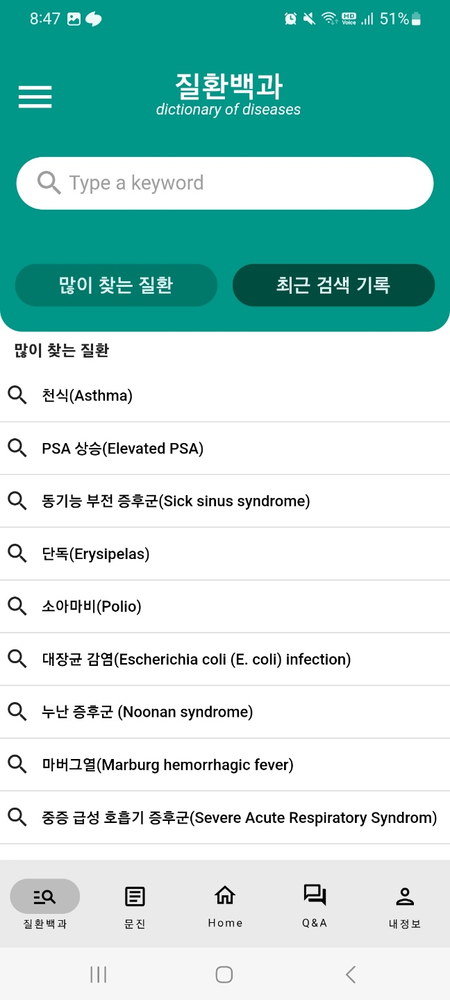 8:47
HD Voice
51%
질환백과
dictionary of diseases
Type a keyword
많이 찾는 질환
최근 검색 기록
많이 찾는 질환
천식(Asthma)
PSA 상승(Elevated PSA)
동기능 부전 증후군(Sick sinus syndrome)
단독(Erysipelas)
소아마비(Polio)
대장균 감염(Escherichia coli (E. coli) infection)
누난 증후군 (Noonan syndrome)
마버그열(Marburg hemorrhagic fever)
중증 급성 호흡기 증후군(Severe Acute Respiratory Syndrom)
질환백과
문진
Home
Q&A
내정보